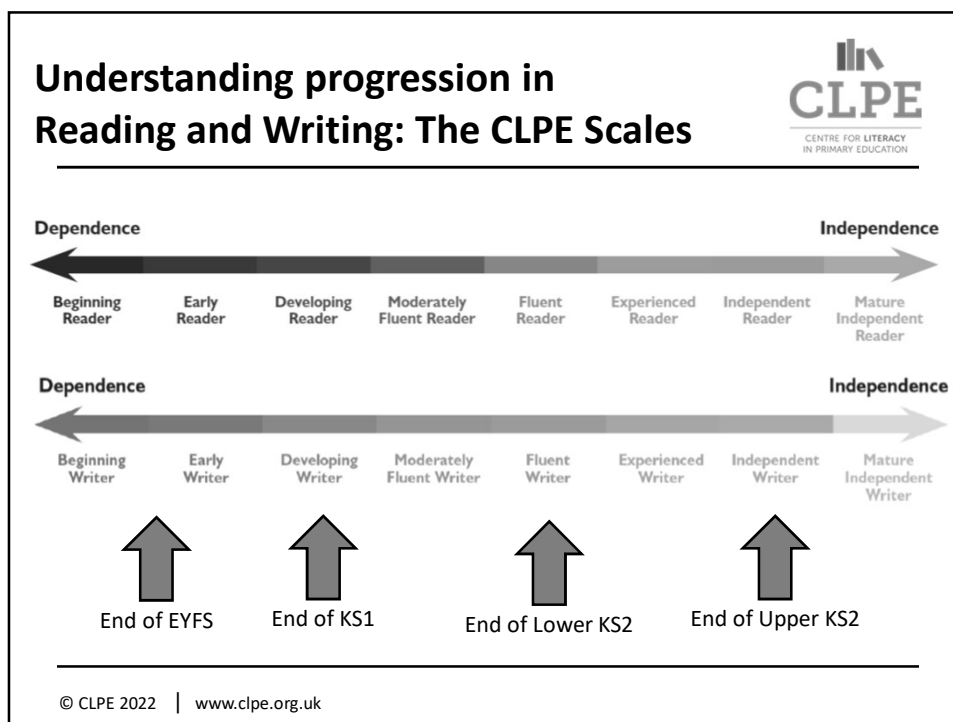 Understanding progression in
Reading and Writing: The CLPE Scales
CLPE
CENTRE FOR LITERACY
IN PRIMARY EDUCATION
Dependence Independence
Beginning Reader Early Reader Developing Reader Moderately Fluent Reader Fluent Reader Experienced Reader Independent Reader Mature Independent Reader
Dependence Independence
Beginning Writer Early Writer Developing Writer Moderately Fluent Writer Fluent Writer Experienced Writer Independent Writer Mature Independent Writer
End of EYFS End of KS1 End of Lower KS2 End of Upper KS2
© CLPE 2022 | www.clpe.org.uk